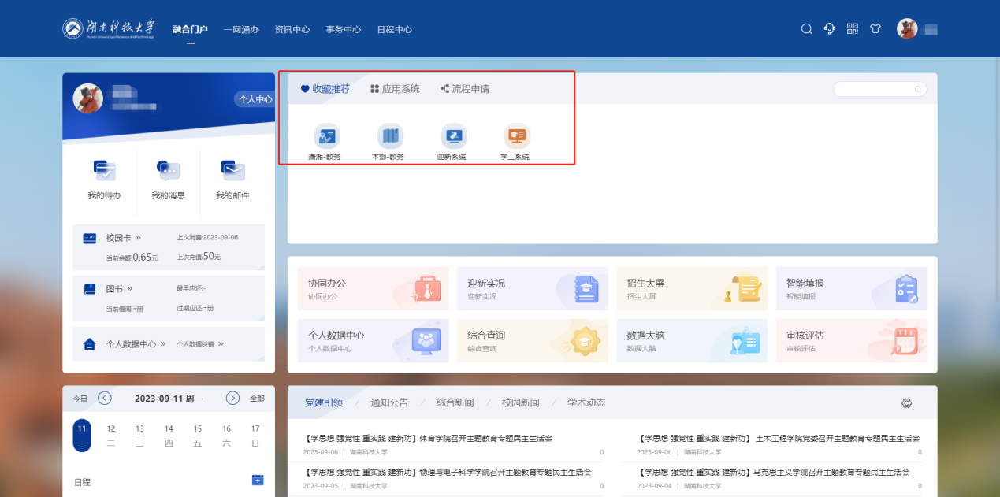 湖南科技大学
Hunan University of Science and Technology
融合门户 一网通办 资讯中心 事务中心 日程中心
个人中心
我的待办 我的消息 我的邮件
校园卡 » 上次消费:2023-09-06
当前余额:0.65元 上次充值:50元
图书 » 最早应还:-
当前借阅:-册 过期应还:-册
个人数据中心 » 个人数据纠错 »
收藏推荐 应用系统 流程申请
潇湘-教务 本部-教务 迎新系统 学工系统
协同办公 迎新实况 招生大屏 智能填报
协同办公 迎新实况 招生大屏 智能填报
个人数据中心 综合查询 数据大脑 审核评估
个人数据中心 综合查询 数据大脑 审核评估
今日 2023-09-11 周一 全部
11 12 13 14 15 16 17
一 二 三 四 五 六 日
日程
党建引领 / 通知公告 / 综合新闻 / 校园新闻 / 学术动态
【学思想 强党性 重实践 建新功】体育学院召开主题教育专题民主生活会
2023-09-06 | 湖南科技大学 0
【学思想 强党性 重实践 建新功】 土木工程学院党委召开主题教育专题民主生活会
2023-09-06 | 湖南科技大学 0
【学思想 强党性 重实践 建新功】物理与电子科学学院召开主题教育专题民主生活会
2023-09-05 | 湖南科技大学 0
【学思想 强党性 重实践 建新功】马克思主义学院召开主题教育专题民主生活会
2023-09-04 | 湖南科技大学 0